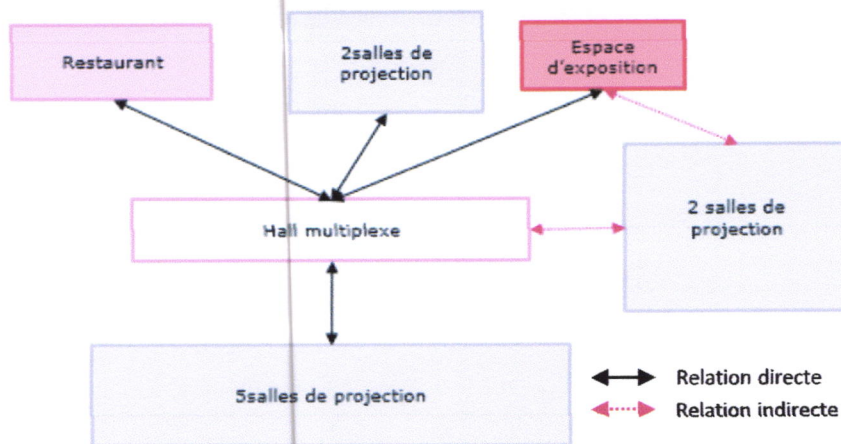 Restaurant
2salles de
projection
Espace
d'exposition
Hall multiplexe
2 salles de
projection
5salles de projection
Relation directe
Relation indirecte